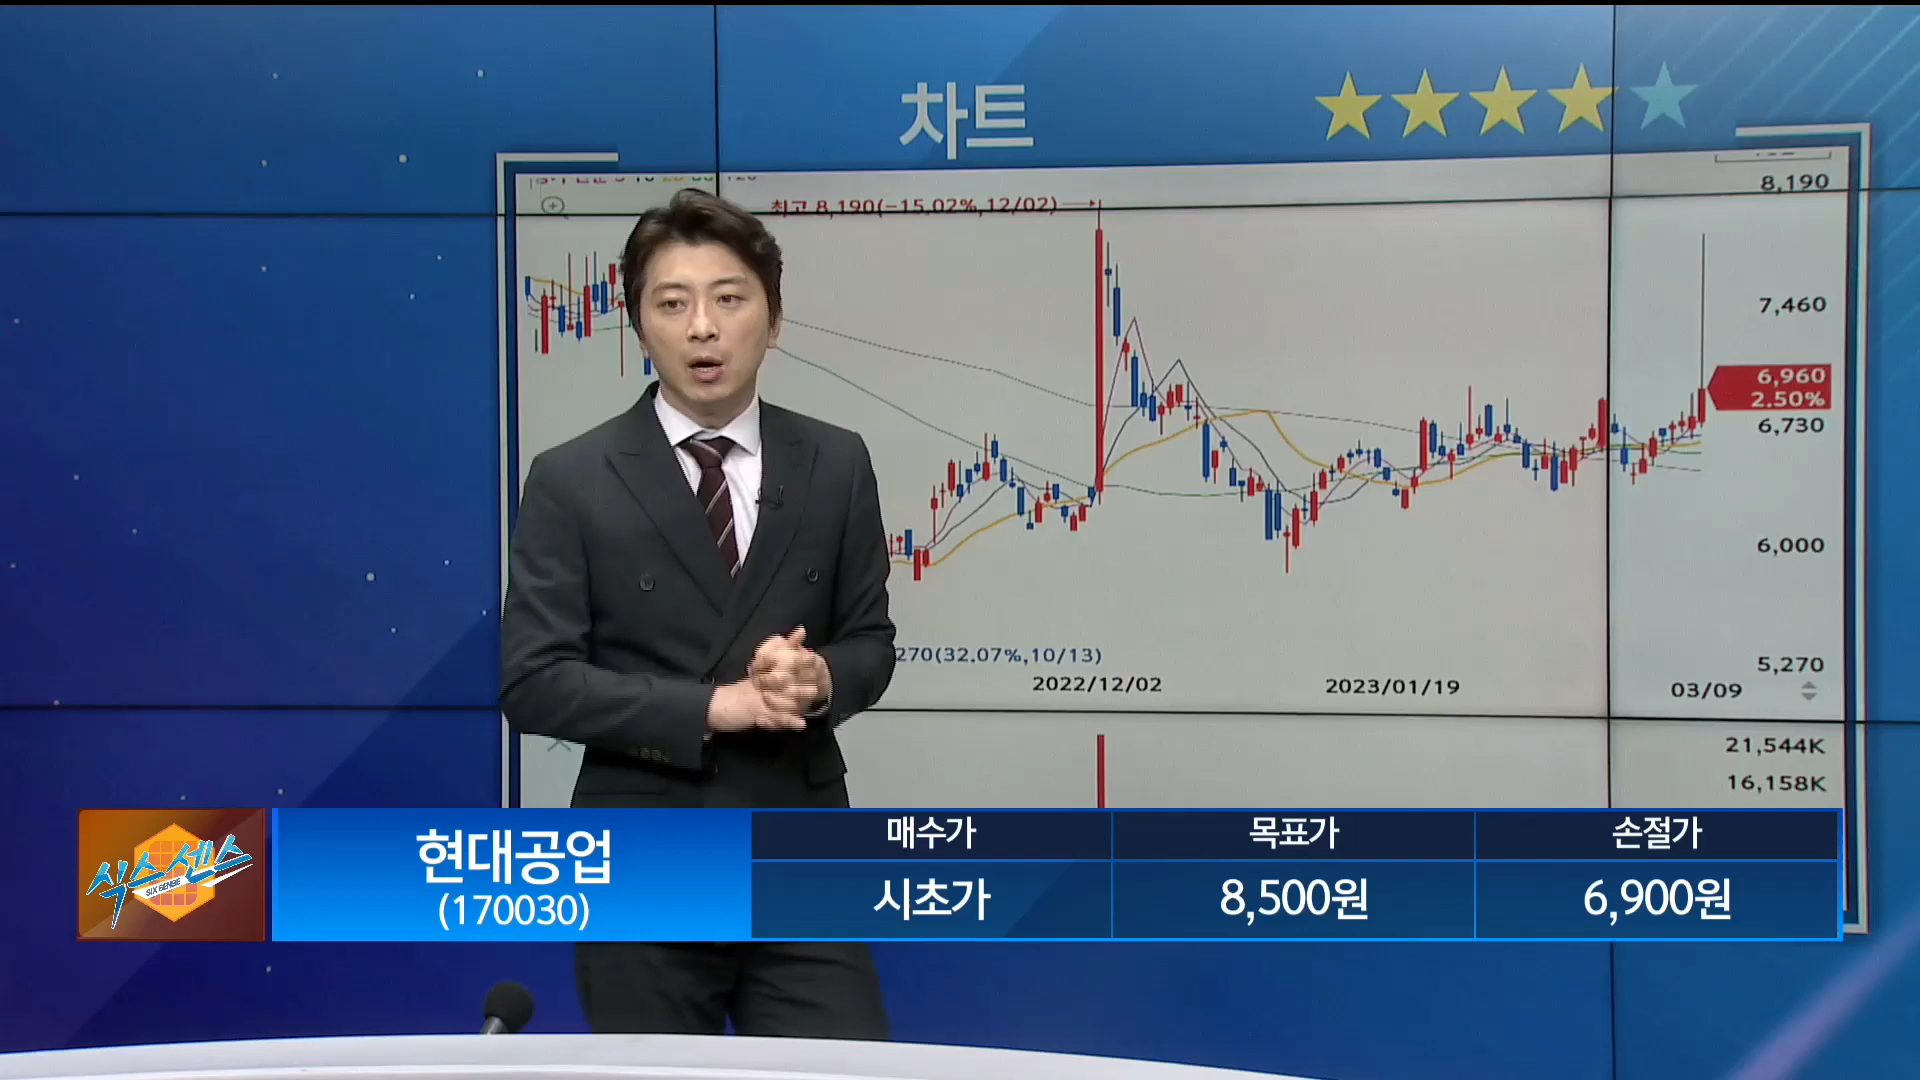 차트
8,190
최고 8,190(-15.02%,12/02)
7,460
6,960
2.50%
6,730
6,000
270(32.07%,10/13)
5,270
2022/12/02
2023/01/19
03/09
21,544K
16,158K
식스센스
SIX SENSE
현대공업
(170030)
매수가
목표가
손절가
시초가
8,500원
6,900원